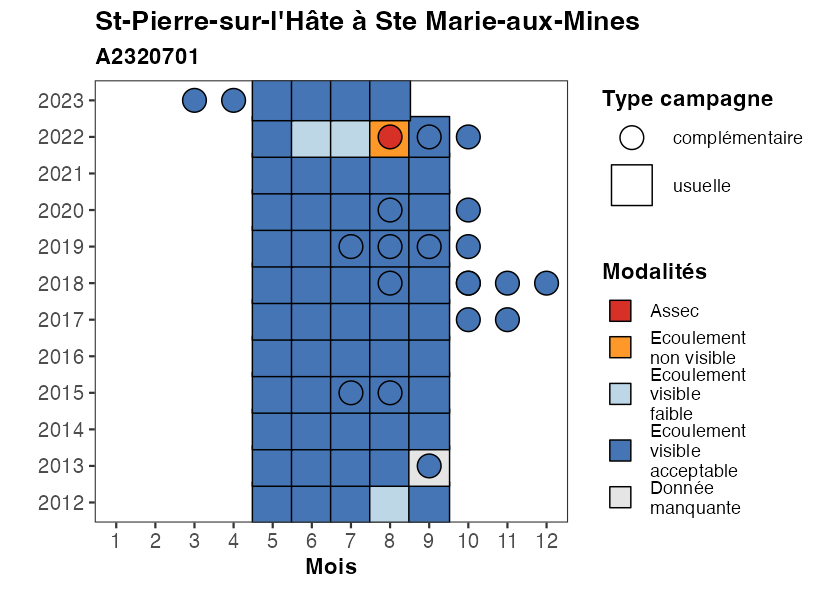 St-Pierre-sur-l'Hâte à Ste Marie-aux-Mines
A2320701
2023
2022
2021
2020
2019
2018
2017
2016
2015
2014
2013
2012
1 2 3 4 5 6 7 8 9 10 11 12
Mois
Type campagne
complémentaire
usuelle
Modalités
Assec
Ecoulement
non visible
Ecoulement
visible
faible
Ecoulement
visible
acceptable
Donnée
manquante